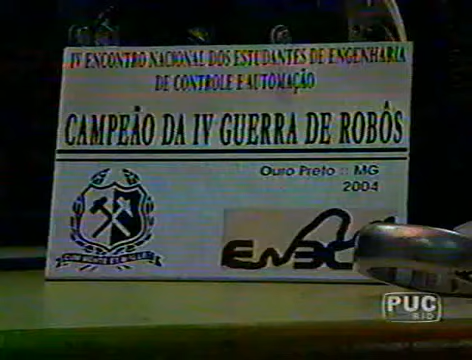 IV ENCONTRO NACIONAL DOS ESTUDANTES DE ENGENHARIA
DE CONTROLE E AUTOMAÇÃO
CAMPEÃO DA IV GUERRA DE ROBÔS
Ouro Preto :: MG
2004
PUC
RIO